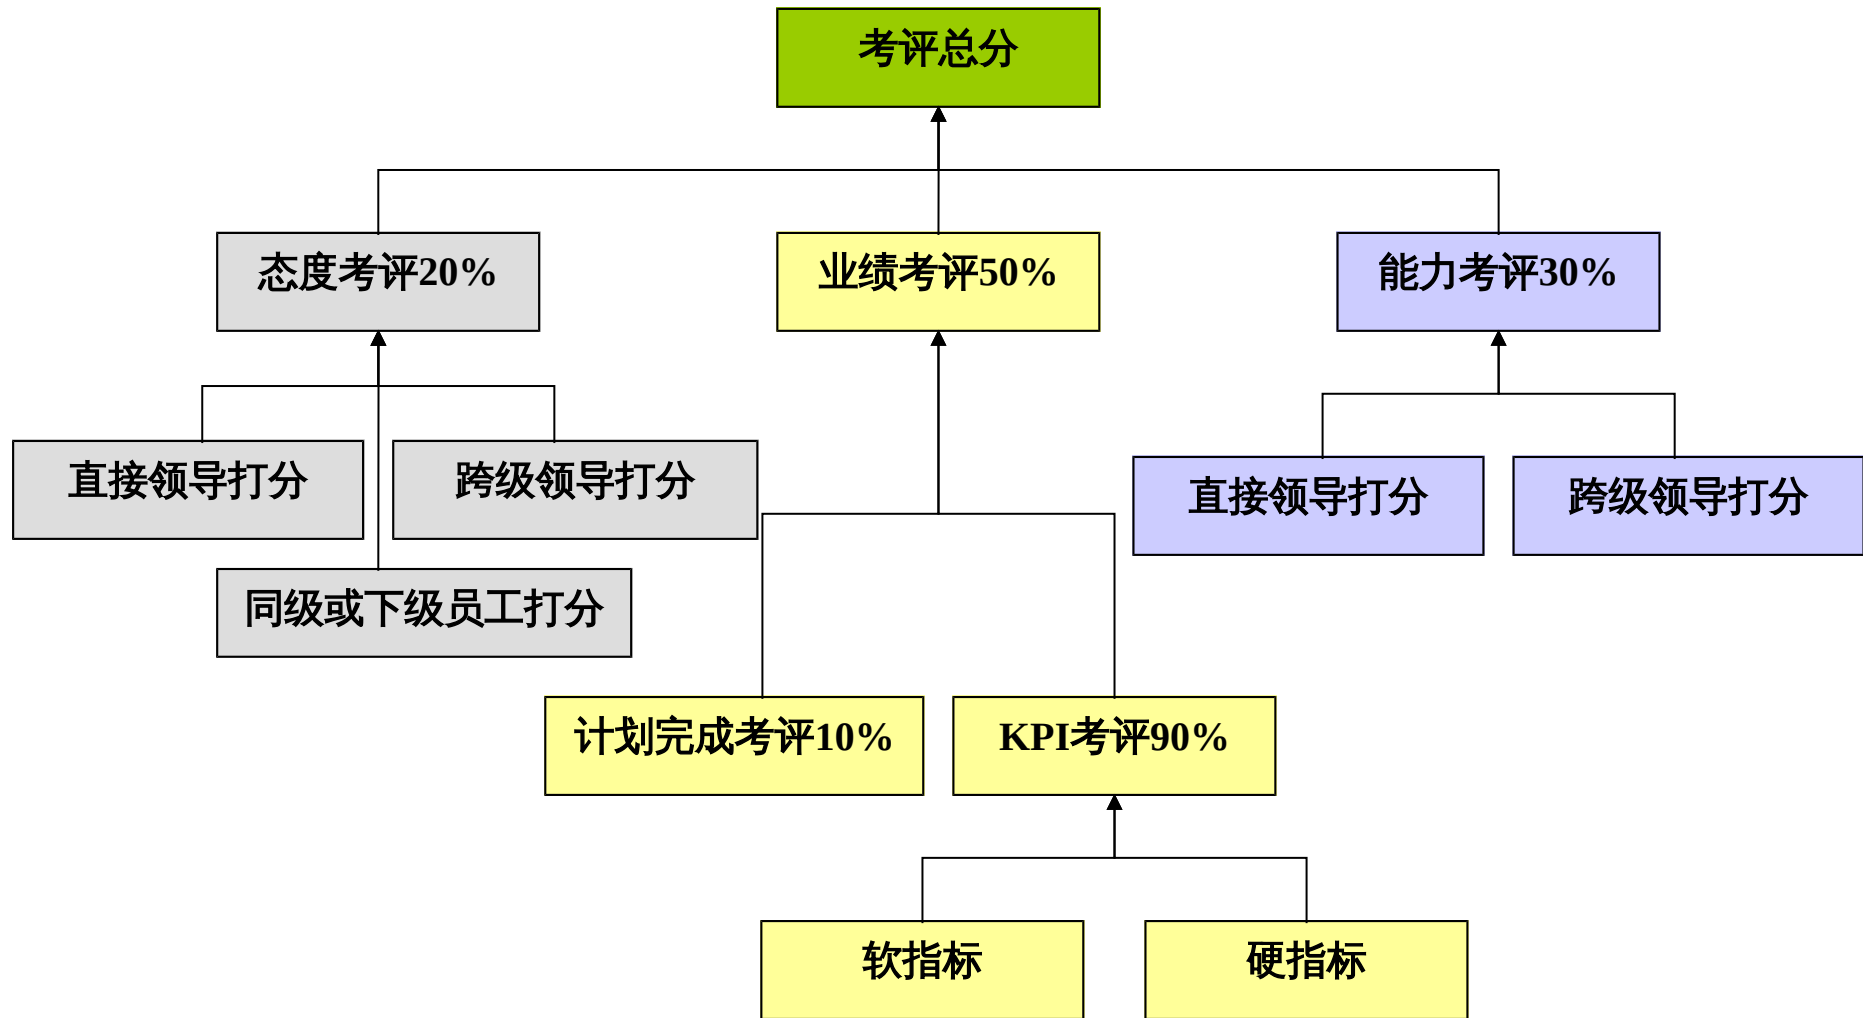 考评总分
态度考评20%
业绩考评50%
能力考评30%
直接领导打分
跨级领导打分
直接领导打分
跨级领导打分
同级或下级员工打分
计划完成考评10%
KPI考评90%
软指标
硬指标